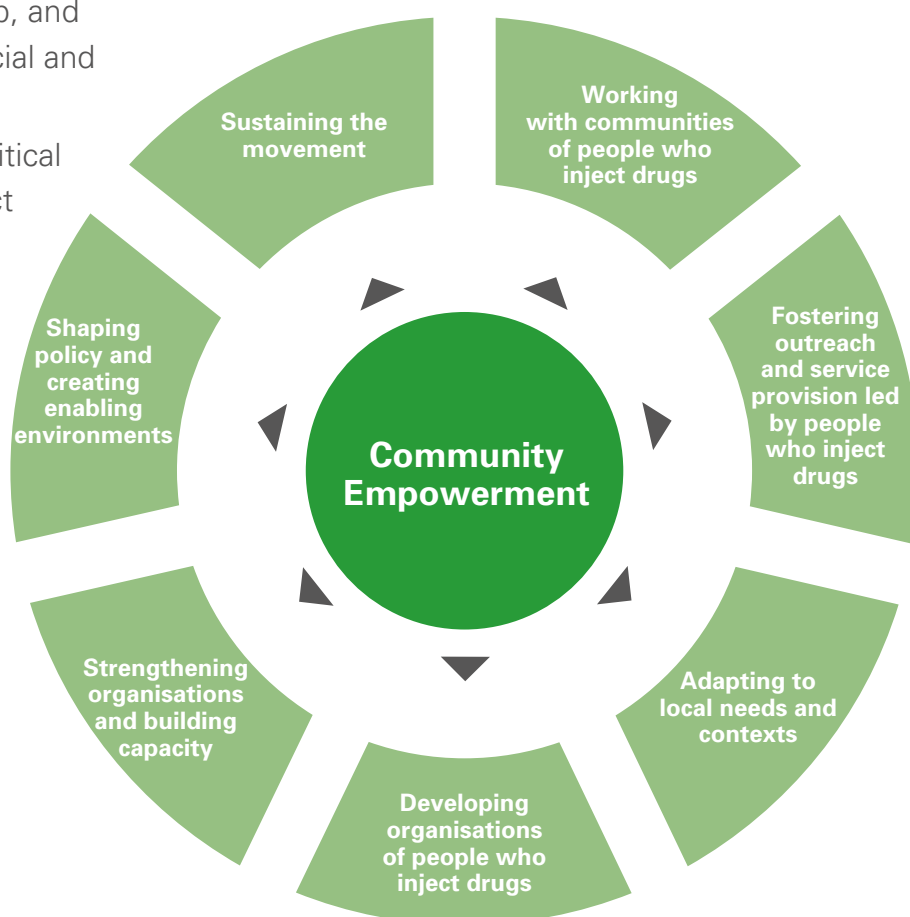 and
and
Sustaining the
movement
Working
with communities
of people who
inject drugs
Fostering
outreach
and service
provision led
by people
who inject
drugs
Adapting to
local needs and
contexts
Developing
organisations
of people who
inject drugs
Strengthening
organisations
and building
capacity
Shaping
policy and
creating
enabling
environments
Community
Empowerment